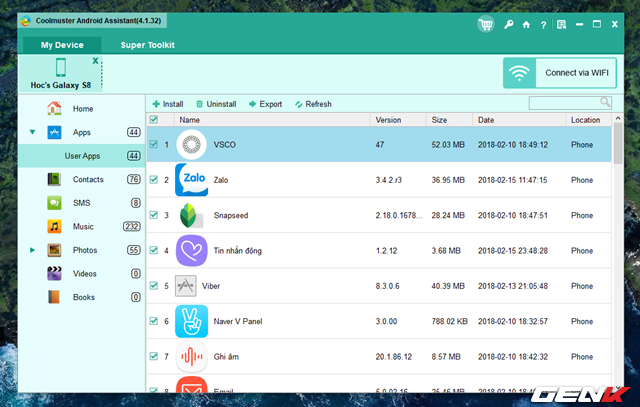 Coolmuster Android Assistant(4.1.32)
My Device Super Toolkit
Hoc's Galaxy S8 X
Connect via WIFI
Home
Apps 44
User Apps 44
Contacts 76
SMS 8
Music 232
Photos 55
Videos 0
Books 0
Install Uninstall Export Refresh
Name Version Size Date Location
1 VSCO 47 52.03 MB 2018-02-10 18:49:12 Phone
2 Zalo Zalo 3.4.2.r3 36.95 MB 2018-02-15 11:47:15 Phone
3 Snapseed 2.18.0.1678... 28.24 MB 2018-02-10 18:47:51 Phone
4 Tin nhắn động 1.2.12 3.68 MB 2018-02-15 23:48:28 Phone
5 Viber 8.3.0.6 40.39 MB 2018-02-13 21:05:48 Phone
6 Naver V Panel 3.0.00 788.02 KB 2018-02-10 18:32:57 Phone
7 Ghi âm 20.1.86.12 8.57 MB 2018-02-10 18:42:32 Phone
8 Email
GENK